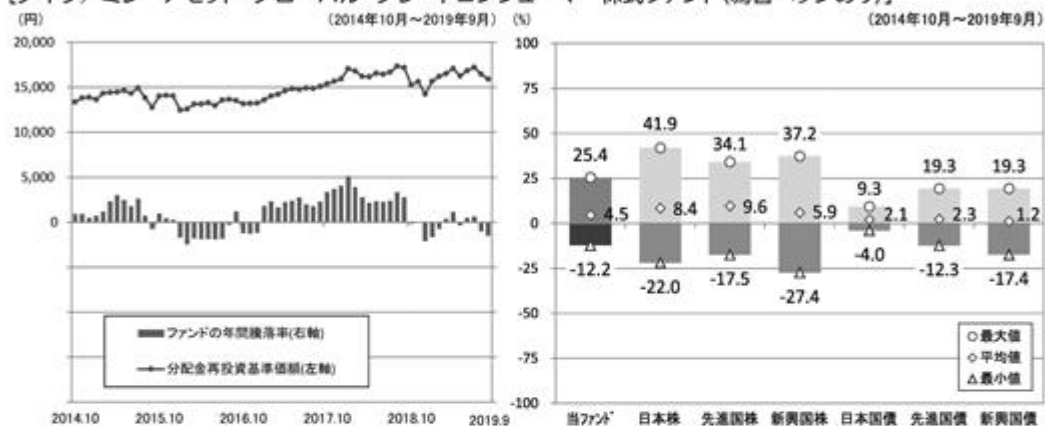 (円)
(2014年10月～2019年9月)
(%)
(2014年10月～2019年9月)
20,000
15,000
10,000
5,000
0
ファンドの年間騰落率(右軸)
分配金再投資基準価額(左軸)
2014.10 2015.10 2016.10 2017.10 2018.10 2019.9
100
75
50
25
0
-25
-50
-75
-100
25.4 41.9 34.1 37.2 9.3 19.3 19.3
4.5 8.4 9.6 5.9 2.1 2.3 1.2
-12.2 -22.0 -17.5 -27.4 -4.0 -12.3 -17.4
○最大値
◇平均値
△最小値
当ファンド 日本株 先進国株 新興国株 日本国債 先進国債 新興国債